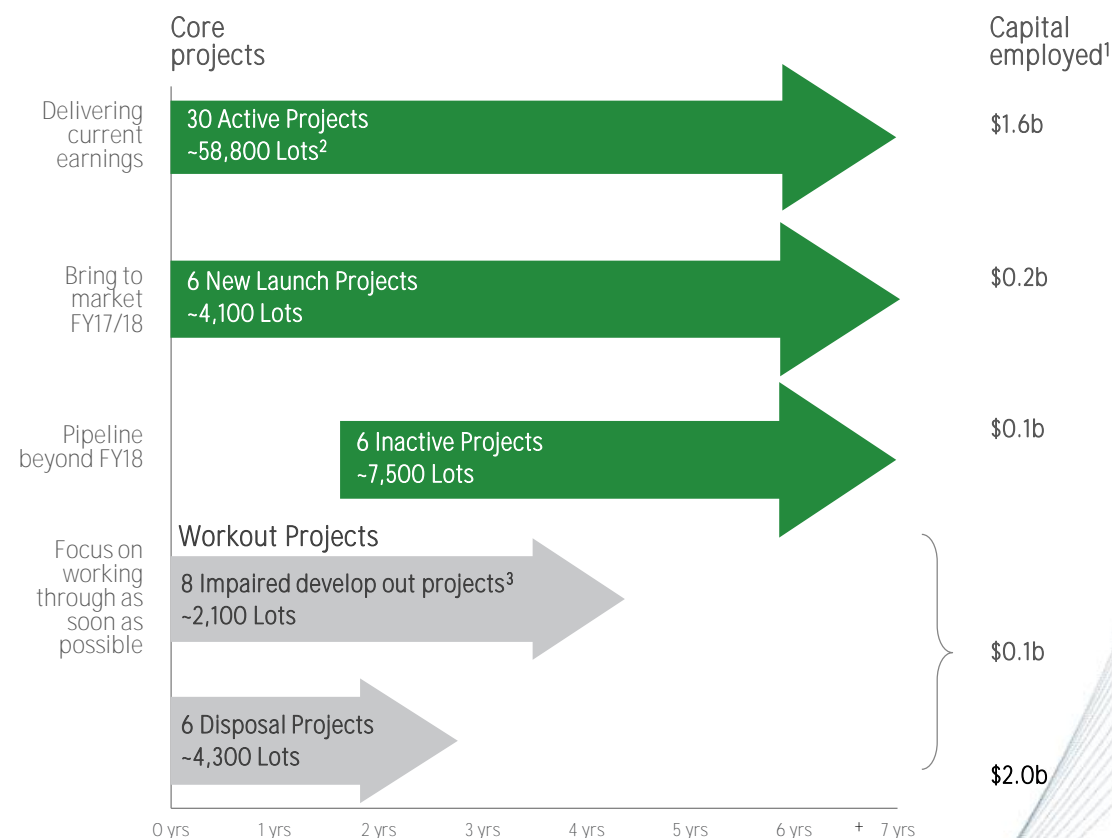 Core
projects
Capital
employed¹
Delivering
current
earnings
30 Active Projects
~58,800 Lots²
$1.6b
Bring to
market
FY17/18
6 New Launch Projects
~4,100 Lots
$0.2b
Pipeline
beyond FY18
6 Inactive Projects
~7,500 Lots
$0.1b
Workout Projects
Focus on
working
through as
soon as
possible
8 Impaired develop out projects³
~2,100 Lots
$0.1b
6 Disposal Projects
~4,300 Lots
$2.0b
0 yrs 1 yrs 2 yrs 3 yrs 4 yrs 5 yrs 6 yrs + 7 yrs